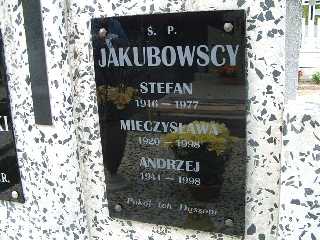 Ś. P.
JAKUBOWSCY
STEFAN
1916 – 1977
MIECZYSŁAWA
1920 – 1998
ANDRZEJ
1941 – 1998
Pokój Ich Duszom